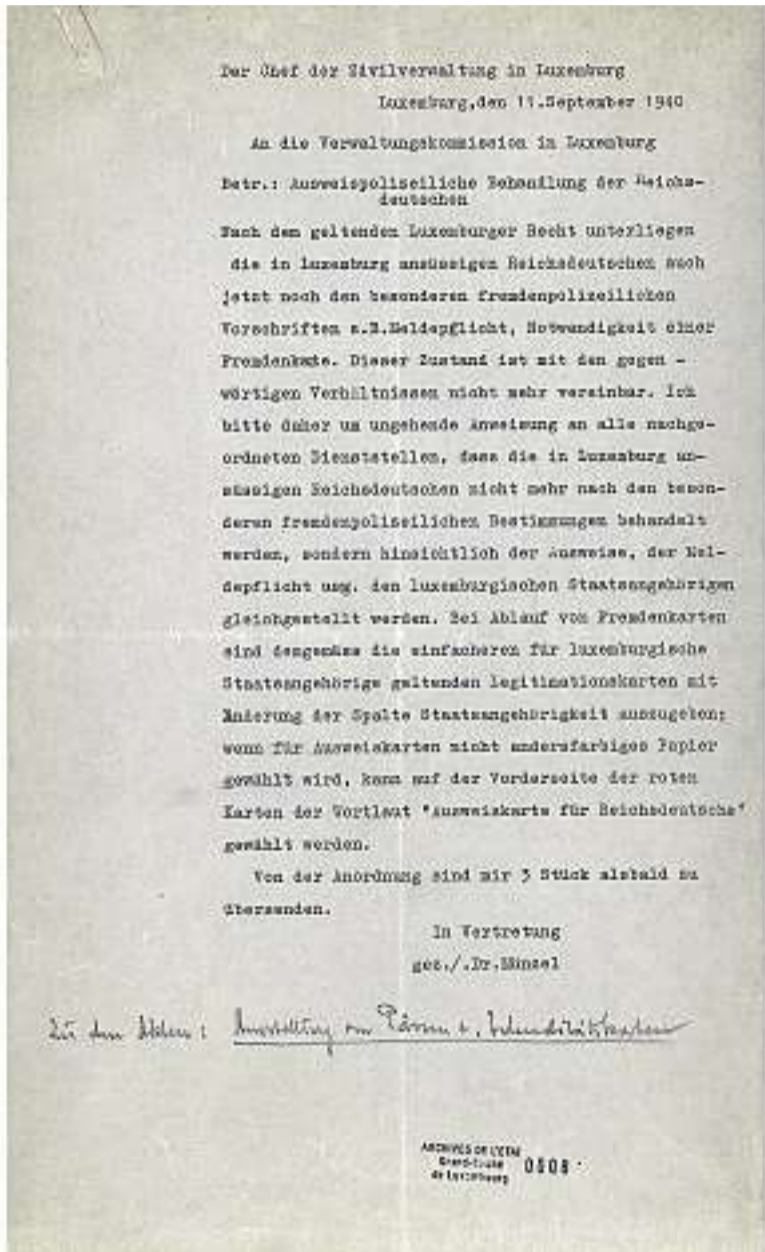 Der Chef der Zivilverwaltung in Luxemburg
Luxemburg,den 11.September 1940
An die Verwaltungskommission in Luxemburg
Betr.: Ausweispolizeiliche Behandlung der Reichs-
deutschen
Nach dem geltenden Luxemburger Recht unterliegen
die in Luxemburg ansässigen Reichsdeutschen auch
jetzt noch den besonderen fremdenpolizeilichen
Vorschriften z.B.Meldepflicht, Notwendigkeit einer
Fremdenkarte. Dieser Zustand ist mit den gegen -
wärtigen Verhältnissen nicht mehr vereinbar. Ich
bitte daher um umgehende Anweisung an alle nachge-
ordneten Dienststellen, dass die in Luxemburg an-
sässigen Reichsdeutschen nicht mehr nach den beson-
deren fremdenpolizeilichen Bestimmungen behandelt
werden, sondern hinsichtlich der Ausweise, der Mel-
depflicht usw. den luxemburgischen Staatsangehörigen
gleichgestellt werden. Bei Ablauf von Fremdenkarten
sind demgemäss die einfacheren für luxemburgische
Staatsangehörige geltenden Legitimationskarten mit
Änderung der Spalte Staatsangehörigkeit auszugeben;
wenn für Ausweiskarten nicht andersfarbiges Papier
gewählt wird, kann auf der Vorderseite der roten
Karten der Wortlaut "Ausweiskarte für Reichsdeutsche"
gewählt werden.
Von der Anordnung sind mir 3 Stück alsbald zu
übersenden.
In Vertretung
gez./.Dr.Münzel
Zu den Akten: Ausstellung von Pässen u. Identitätskarten
ARCHIVES DE L'ETAT
Grand-Duché
de Luxembourg